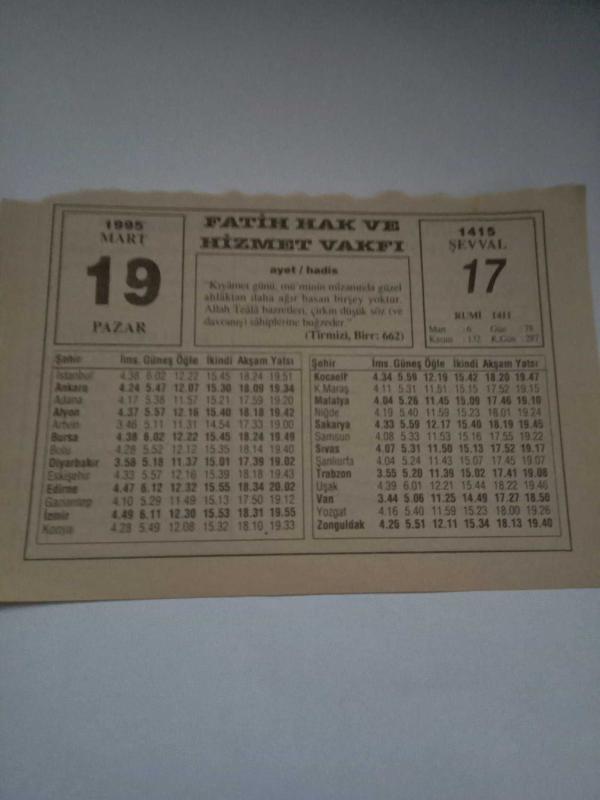 1995
MART
19
PAZAR
FATİH HAK VE
HİZMET VAKFI
ayet / hadis
"Kıyâmet günü, mü'minin mîzanında güzel
ahlâktan daha ağır basan birşey yoktur.
Allah Teâlâ hazretleri, çirkin düşük söz (ve
davranış) sâhiplerine buğzeder."
(Tirmizi, Birr: 662)
1415
ŞEVVAL
17
RUMİ 1411
Mart : 6 Gün : 78
Kasım : 132 K.Gün : 287
Şehir İms. Güneş Öğle İkindi Akşam Yatsı
İstanbul 4.38 6.02 12.22 15.45 18.24 19.51
Ankara 4.24 5.47 12.07 15.30 18.09 19.34
Adana 4.17 5.38 11.57 15.21 17.59 19.20
Afyon 4.37 5.57 12.16 15.40 18.18 19.42
Artvin 3.46 5.11 11.31 14.54 17.33 19.00
Bursa 4.38 6.02 12.22 15.45 18.24 19.49
Bolu 4.28 5.52 12.12 15.35 18.14 19.40
Diyarbakır 3.58 5.18 11.37 15.01 17.39 19.02
Eskişehir 4.33 5.57 12.16 15.39 18.18 19.43
Edirne 4.47 6.12 12.32 15.55 18.34 20.02
Gaziantep 4.10 5.29 11.49 15.13 17.50 19.12
İzmir 4.49 6.11 12.30 15.53 18.31 19.55
Konya 4.28 5.49 12.08 15.32 18.10 19.33
Şehir İms. Güneş Öğle İkindi Akşam Yatsı
Kocaeli 4.34 5.59 12.19 15.42 18.20 19.47
K.Maraş 4.11 5.31 11.51 15.15 17.52 19.15
Malatya 4.04 5.26 11.45 15.09 17.46 19.10
Niğde 4.19 5.40 11.59 15.23 18.01 19.24
Sakarya 4.33 5.59 12.17 15.40 18.19 19.45
Samsun 4.08 5.33 11.53 15.16 17.55 19.22
Sivas 4.07 5.31 11.50 15.13 17.52 19.17
Şanlıurfa 4.04 5.24 11.43 15.07 17.45 19.07
Trabzon 3.55 5.20 11.39 15.02 17.41 19.08
Uşak 4.39 6.01 12.21 15.44 18.22 19.46
Van 3.44 5.06 11.25 14.49 17.27 18.50
Yozgat 4.16 5.40 11.59 15.23 18.00 19.26
Zonguldak 4.26 5.51 12.11 15.34 18.13 19.40